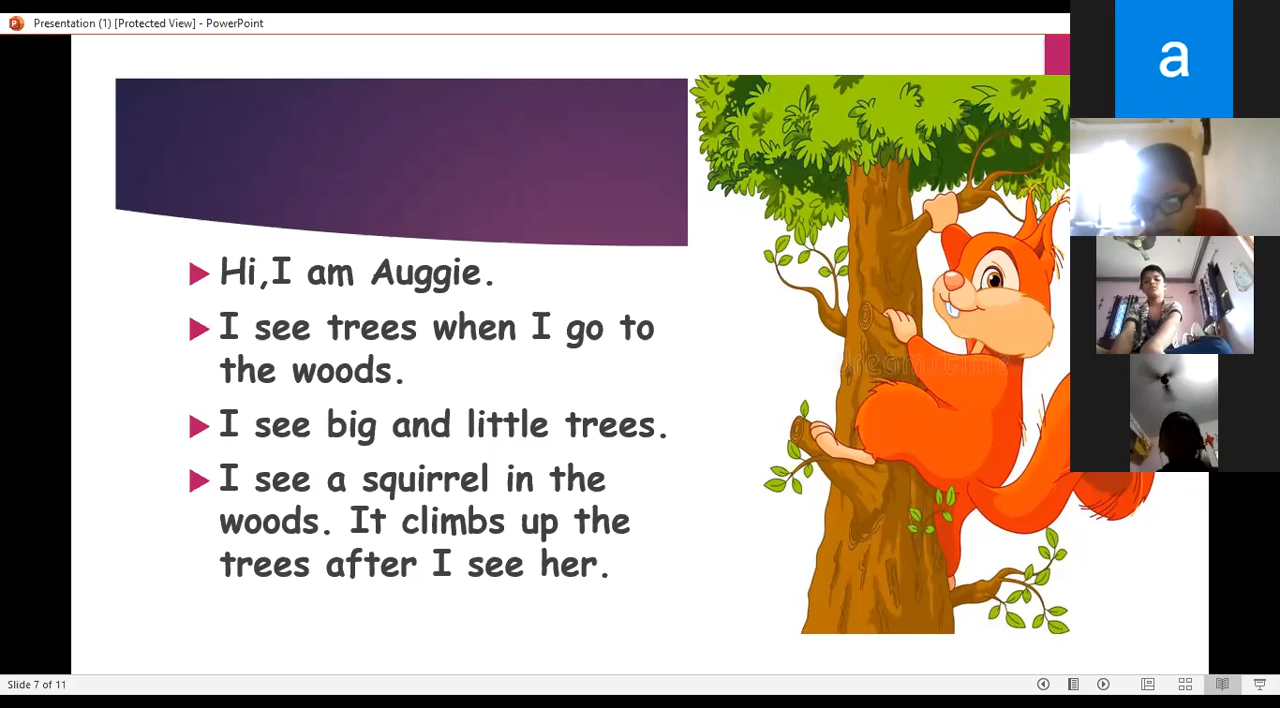 Presentation (1) [Protected View] - PowerPoint
a
Hi,I am Auggie.
I see trees when I go to
the woods.
I see big and little trees.
I see a squirrel in the
woods. It climbs up the
trees after I see her.
dreamstime
Slide 7 of 11